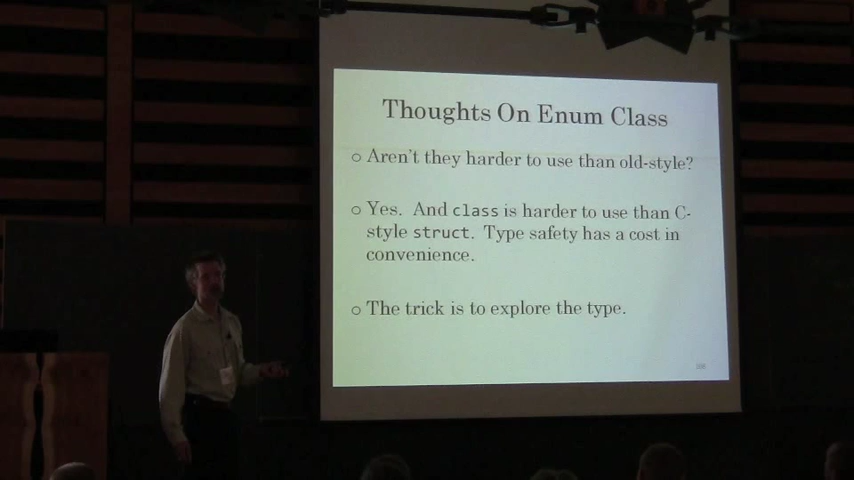 Thoughts On Enum Class
Aren't they harder to use than old-style?
Yes. And class is harder to use than C-
style struct. Type safety has a cost in
convenience.
The trick is to explore the type.